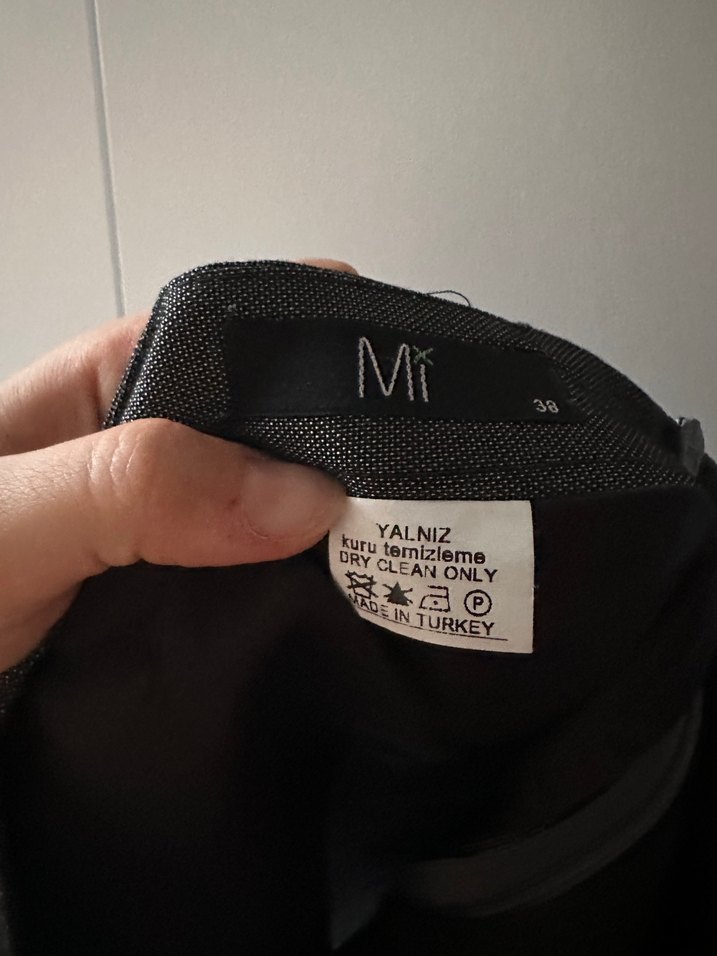 Mi
38
YALNIZ
kuru temizleme
DRY CLEAN ONLY
P
MADE IN TURKEY